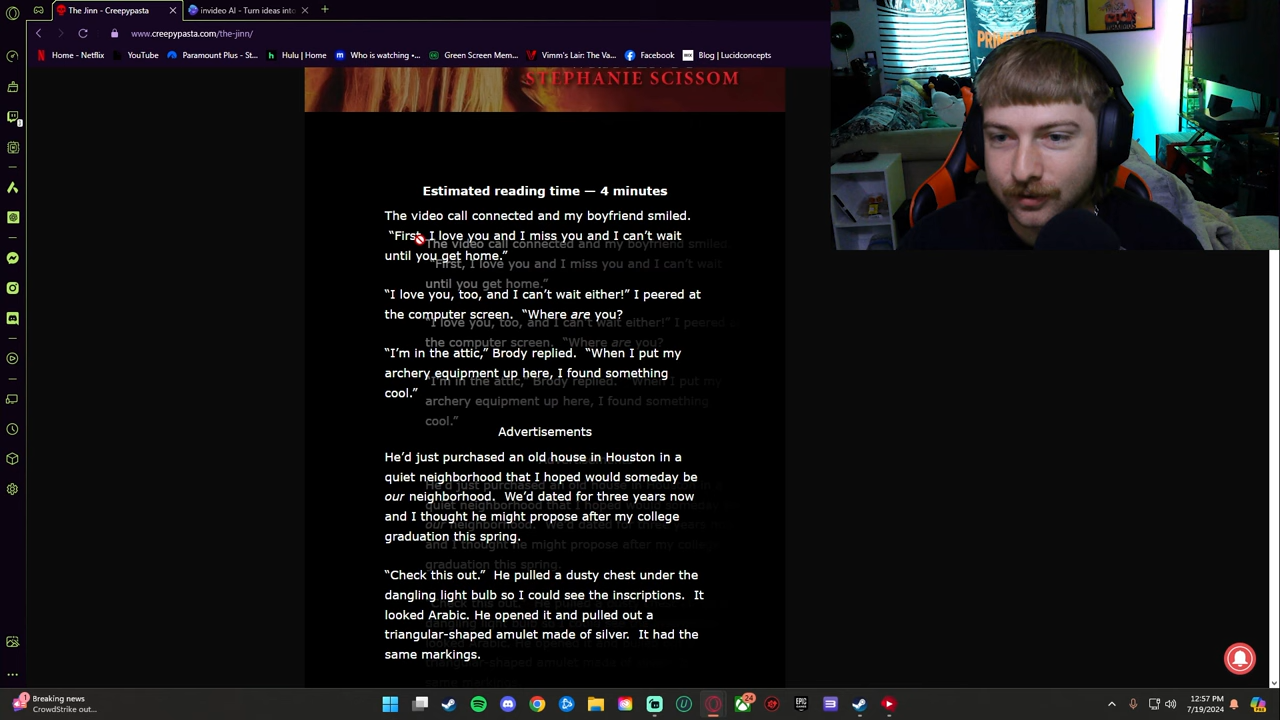 The Jinn - Creepypasta
invideo AI - Turn ideas into
www.creepypasta.com/the-jinn/
Home - Netflix
YouTube
Hulu | Home
Who's Watching -...
Green Screen Mem...
Vimm's Lair: The Va...
Facebook
Blog | Lucidconcepts
STEPHANIE SCISSOM
PRIMITIVE
Estimated reading time — 4 minutes
The video call connected and my boyfriend smiled.
“First, I love you and I miss you and I can’t wait
until you get home.”
“I love you, too, and I can’t wait either!” I peered at
the computer screen.  “Where are you?
“I’m in the attic,” Brody replied.  “When I put my
archery equipment up here, I found something
cool.”
Advertisements
He’d just purchased an old house in Houston in a
quiet neighborhood that I hoped would someday be
our neighborhood.  We’d dated for three years now
and I thought he might propose after my college
graduation this spring.
“Check this out.”  He pulled a dusty chest under the
dangling light bulb so I could see the inscriptions.  It
looked Arabic. He opened it and pulled out a
triangular-shaped amulet made of silver.  It had the
same markings.
Breaking news
CrowdStrike out...
24
12:57 PM
7/19/2024